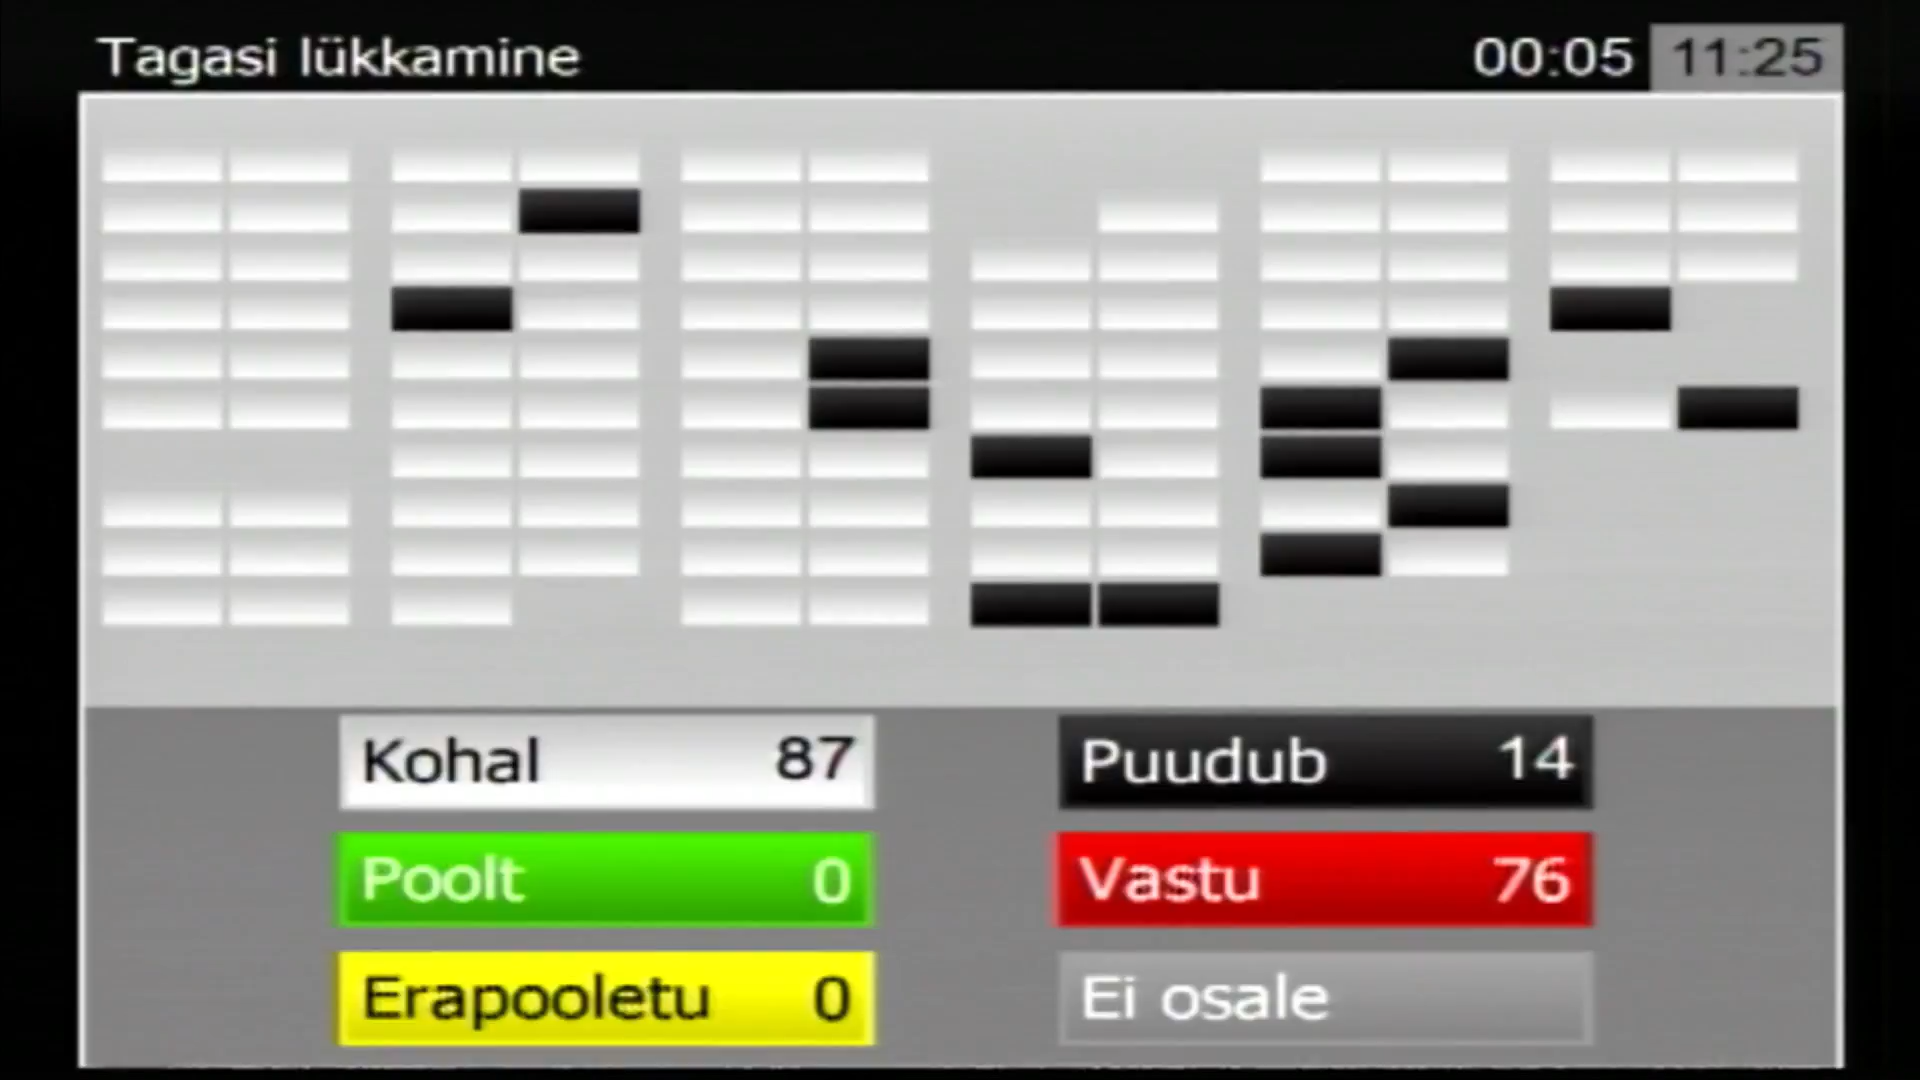 Tagasi lükkamine 00:05 11:25
Kohal 87 Puudub 14
Poolt 0 Vastu 76
Erapooletu 0 Ei osale